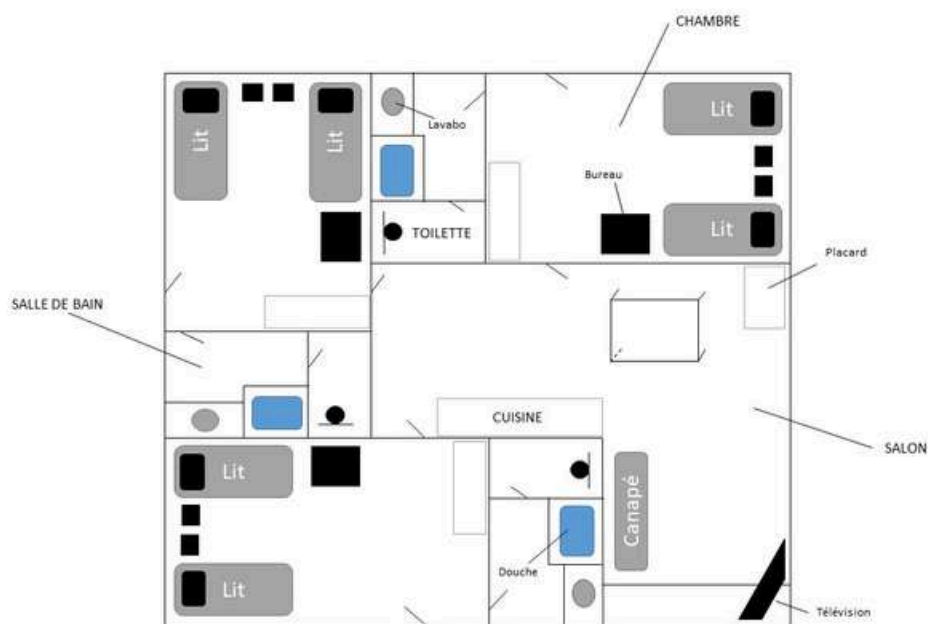 CHAMBRE
Lit
Lit
Lavabo
Lit
Bureau
TOILETTE
Lit
Placard
SALLE DE BAIN
CUISINE
SALON
Lit
Canapé
Douche
Lit
Télévision